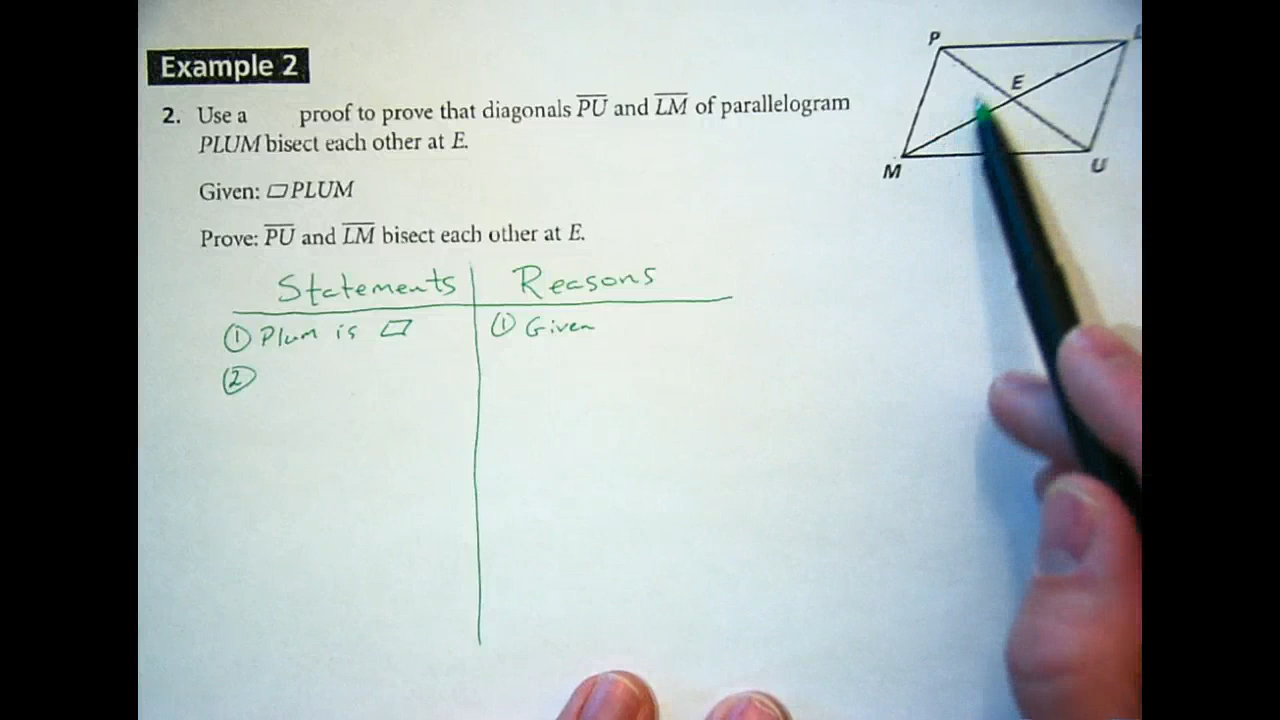 Example 2
2. Use a proof to prove that diagonals PU and LM of parallelogram
PLUM bisect each other at E.
Given: ▱PLUM
Prove: PU and LM bisect each other at E.
Statements Reasons
① Plum is ▱ ① Given
②
P
E
M
U